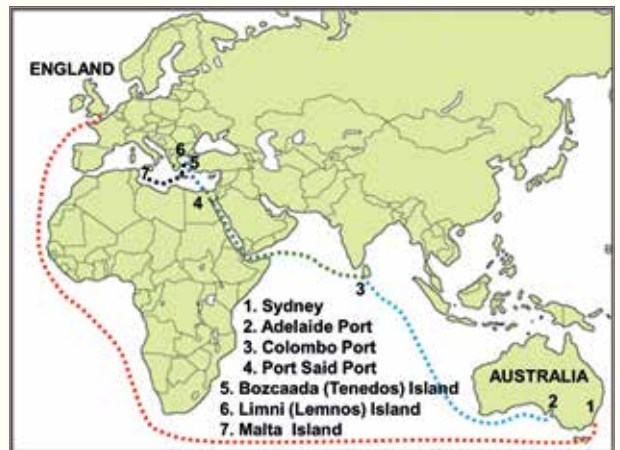 ENGLAND
6
5
7
4
3
1. Sydney
2. Adelaide Port
3. Colombo Port
4. Port Said Port
5. Bozcaada (Tenedos) Island
6. Limni (Lemnos) Island
7. Malta Island
AUSTRALIA
2
1